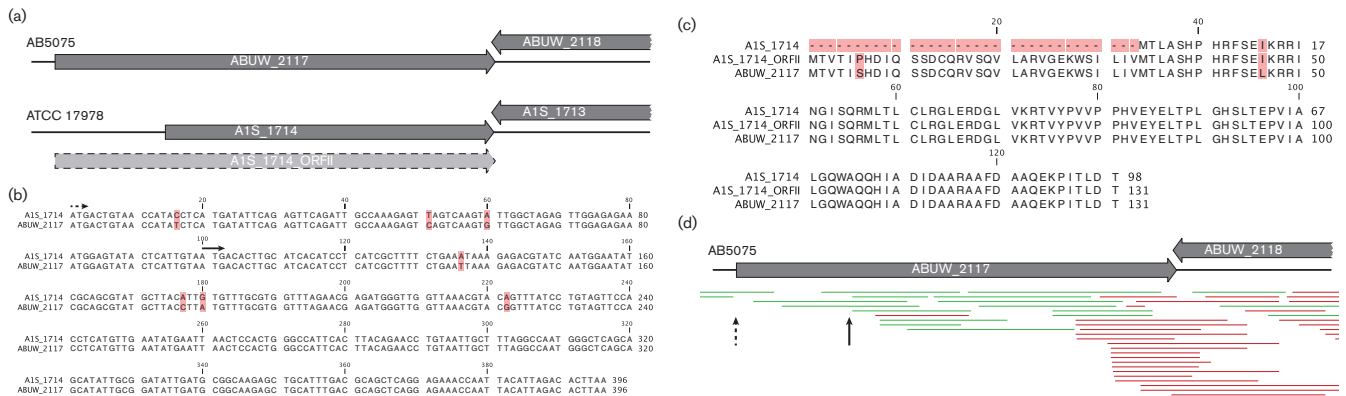 (a)
AB5075
ABUW_2118
ABUW_2117
ATCC 17978
A1S_1713
A1S_1714
A1S_1714_ORFII
(b)
20 40 60
A1S_1714 ATGACTGTAA CCATACCTCA TGATATTCAG AGTTCAGATT GCCAAAGAGT TAGTCAAGTA TTGGCTAGAG TTGGAGAGAA 80
ABUW_2117 ATGACTGTAA CCATATCTCA TGATATTCAG AGTTCAGATT GCCAAAGAGT CAGTCAAGTG TTGGCTAGAG TTGGAGAGAA 80
100 120 140 160
A1S_1714 ATGGAGTATA CTCATTGTAA TGACACTTGC ATCACATCCT CATCGCTTTT CTGAAATAAA GAGACGTATC AATGGAATAT 160
ABUW_2117 ATGGAGTATA CTCATTGTAA TGACACTTGC ATCACATCCT CATCGCTTTT CTGAATTAAA GAGACGTATC AATGGAATAT 160
180 200 220 240
A1S_1714 CGCAGCGTAT GCTTACATTG TGTTTGCGTG GTTTAGAACG AGATGGGTTG GTTAAACGTA CAGTTTATCC TGTAGTTCCA 240
ABUW_2117 CGCAGCGTAT GCTTACCTTA TGTTTGCGTG GTTTAGAACG AGATGGGTTG GTTAAACGTA CGGTTTATCC TGTAGTTCCA 240
260 280 300 320
A1S_1714 CCTCATGTTG AATATGAATT AACTCCACTG GGCCATTCAC TTACAGAACC TGTAATTGCT TTAGGCCAAT GGGCTCAGCA 320
ABUW_2117 CCTCATGTTG AATATGAATT AACTCCACTG GGCCATTCAC TTACAGAACC TGTAATTGCT TTAGGCCAAT GGGCTCAGCA 320
340 360 380
A1S_1714 GCATATTGCG GATATTGATG CGGCAAGAGC TGCATTTGAC GCAGCTCAGG AGAAACCAAT TACATTAGAC ACTTAA 396
ABUW_2117 GCATATTGCG GATATTGATG CGGCAAGAGC TGCATTTGAC GCAGCTCAGG AGAAACCAAT TACATTAGAC ACTTAA 396
(c)
20 40
A1S_1714 ---------- ---------- ---------- ---MTLASHP HRFSEIKRRI 17
A1S_1714_ORFII MTVTIPHDIQ SSDCQRVSQV LARVGEKWSI LIVMTLASHP HRFSEIKRRI 50
ABUW_2117 MTVTISHDIQ SSDCQRVSQV LARVGEKWSI LIVMTLASHP HRFSELKRRI 50
60 80 100
A1S_1714 NGISQRMLTL CLRGLERDGL VKRTVYPVVP PHVEYELTPL GHSLTEPVIA 67
A1S_1714_ORFII NGISQRMLTL CLRGLERDGL VKRTVYPVVP PHVEYELTPL GHSLTEPVIA 100
ABUW_2117 NGISQRMLTL CLRGLERDGL VKRTVYPVVP PHVEYELTPL GHSLTEPVIA 100
120
A1S_1714 LGQWAQQHIA DIDAARAAFD AAQEKPITLD T 98
A1S_1714_ORFII LGQWAQQHIA DIDAARAAFD AAQEKPITLD T 131
ABUW_2117 LGQWAQQHIA DIDAARAAFD AAQEKPITLD T 131
(d)
AB5075
ABUW_2118
ABUW_2117